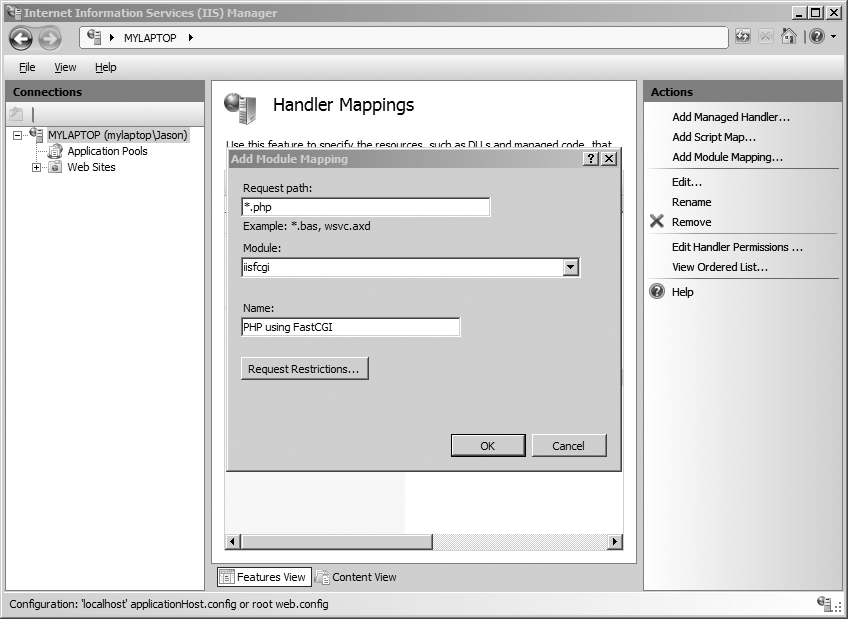 Internet Information Services (IIS) Manager
MYLAPTOP
File View Help
Connections
MYLAPTOP (mylaptop\Jason)
Application Pools
Web Sites
Handler Mappings
Use this feature to specify the resources, such as DLLs and managed code, that
Add Module Mapping
Request path:
*.php
Example: *.bas, wsvc.axd
Module:
iisfcgi
Name:
PHP using FastCGI
Request Restrictions...
OK Cancel
Features View Content View
Actions
Add Managed Handler...
Add Script Map...
Add Module Mapping...
Edit...
Rename
Remove
Edit Handler Permissions ...
View Ordered List...
Help
Configuration: 'localhost' applicationHost.config or root web.config